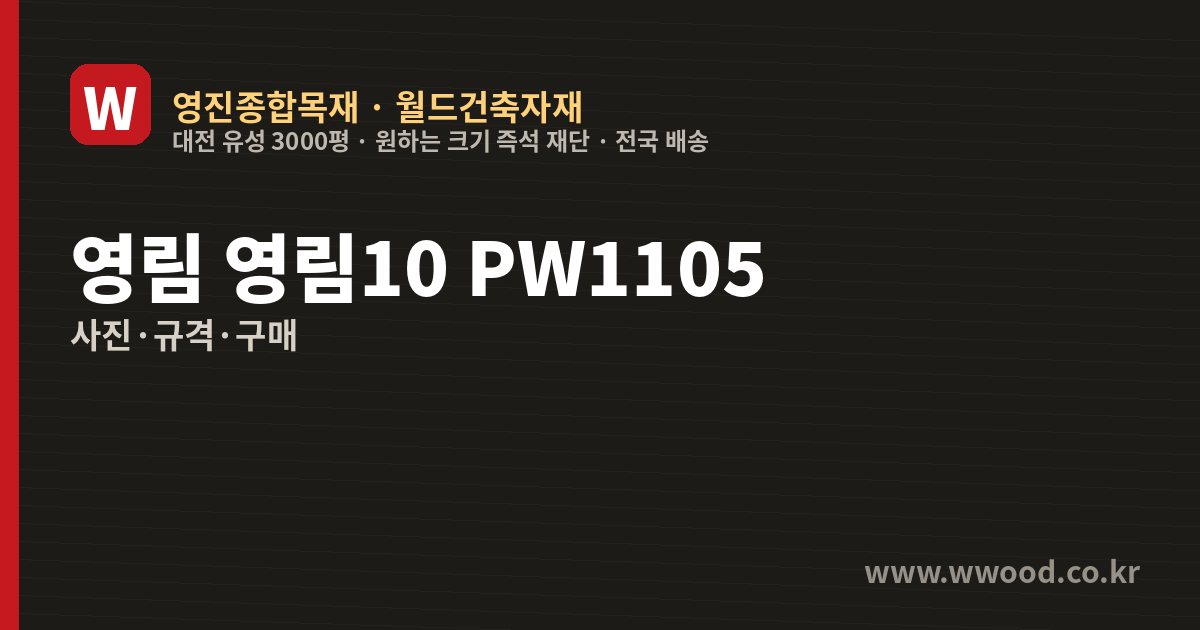 W
영진종합목재 · 월드건축자재
대전 유성 3000평 · 원하는 크기 즉석 재단 · 전국 배송
영림 영림10 PW1105
사진·규격·구매
www.wwood.co.kr